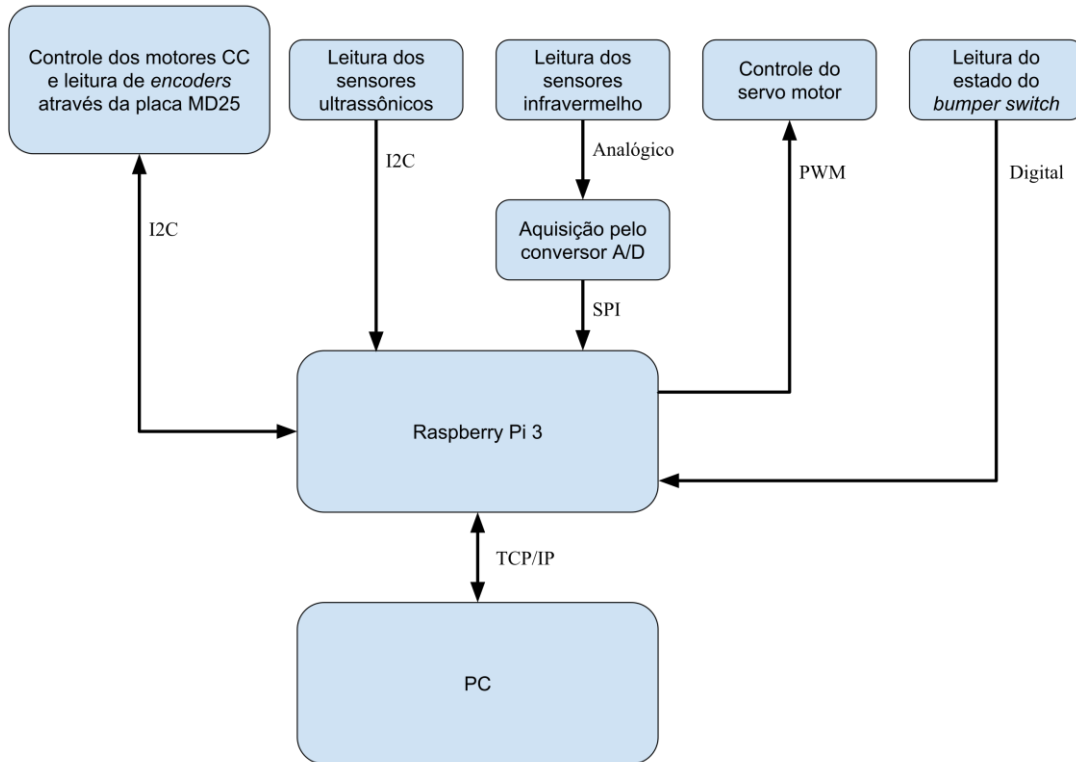 Controle dos motores CC
e leitura de encoders
através da placa MD25
Leitura dos
sensores
ultrassônicos
Leitura dos
sensores
infravermelho
Controle do
servo motor
Leitura do
estado do
bumper switch
I2C
I2C
Analógico
PWM
Digital
Aquisição pelo
conversor A/D
SPI
Raspberry Pi 3
TCP/IP
PC